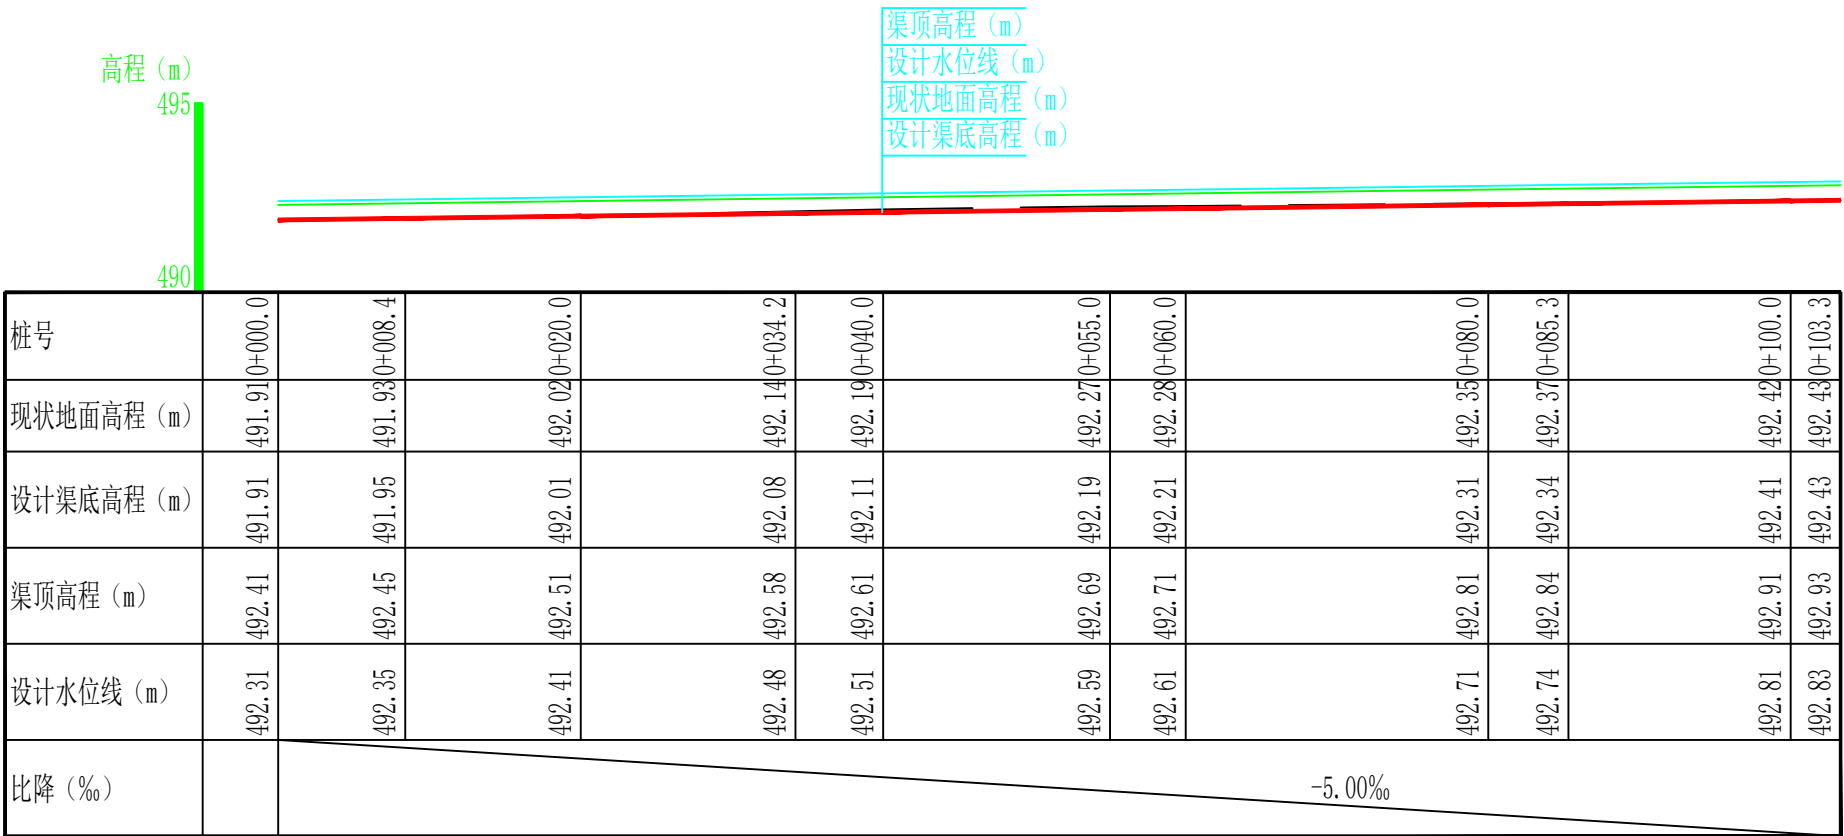 渠顶高程（m）
设计水位线（m）
现状地面高程（m）
设计渠底高程（m）
高程（m）
495
490
桩号 0+000.0 0+008.4 0+020.0 0+034.2 0+040.0 0+055.0 0+060.0 0+080.0 0+085.3 0+100.0 0+103.3
现状地面高程（m） 491.91 491.93 492.02 492.14 492.19 492.27 492.28 492.35 492.37 492.42 492.43
设计渠底高程（m） 491.91 491.95 492.01 492.08 492.11 492.19 492.21 492.31 492.34 492.41 492.43
渠顶高程（m） 492.41 492.45 492.51 492.58 492.61 492.69 492.71 492.81 492.84 492.91 492.93
设计水位线（m） 492.31 492.35 492.41 492.48 492.51 492.59 492.61 492.71 492.74 492.81 492.83
比降（‰） -5.00‰